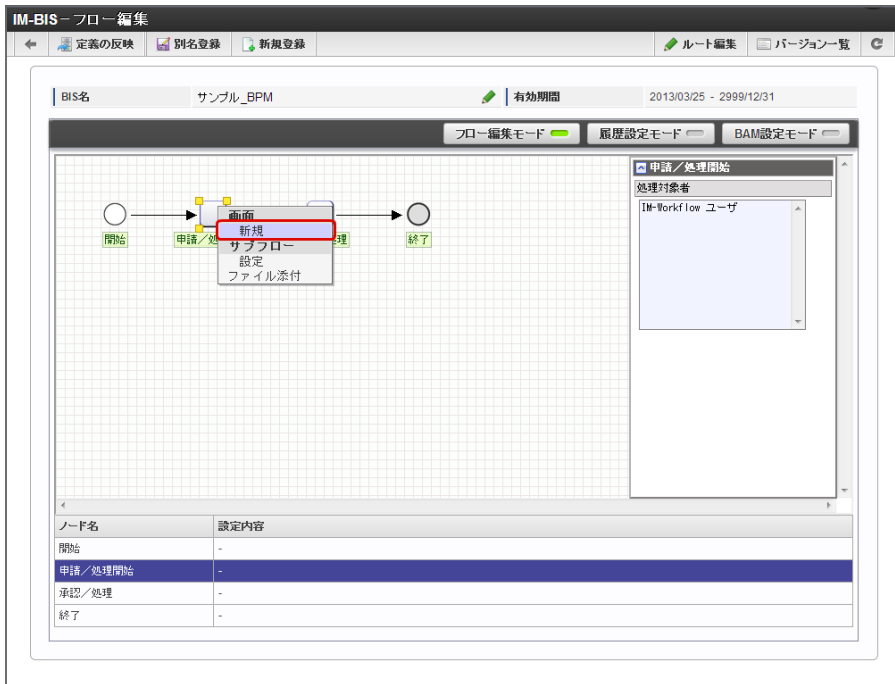 IM-BIS－フロー編集
定義の反映 別名登録 新規登録 ルート編集 バージョン一覧
BIS名 サンプル_BPM 有効期間 2013/03/25 - 2999/12/31
フロー編集モード 履歴設定モード BAM設定モード
申請／処理開始
処理対象者
IM-Workflow ユーザ
画面
新規
サブフロー
設定
ファイル添付
開始 申請／処 理 終了
ノード名 設定内容
開始 -
申請／処理開始 -
承認／処理 -
終了 -